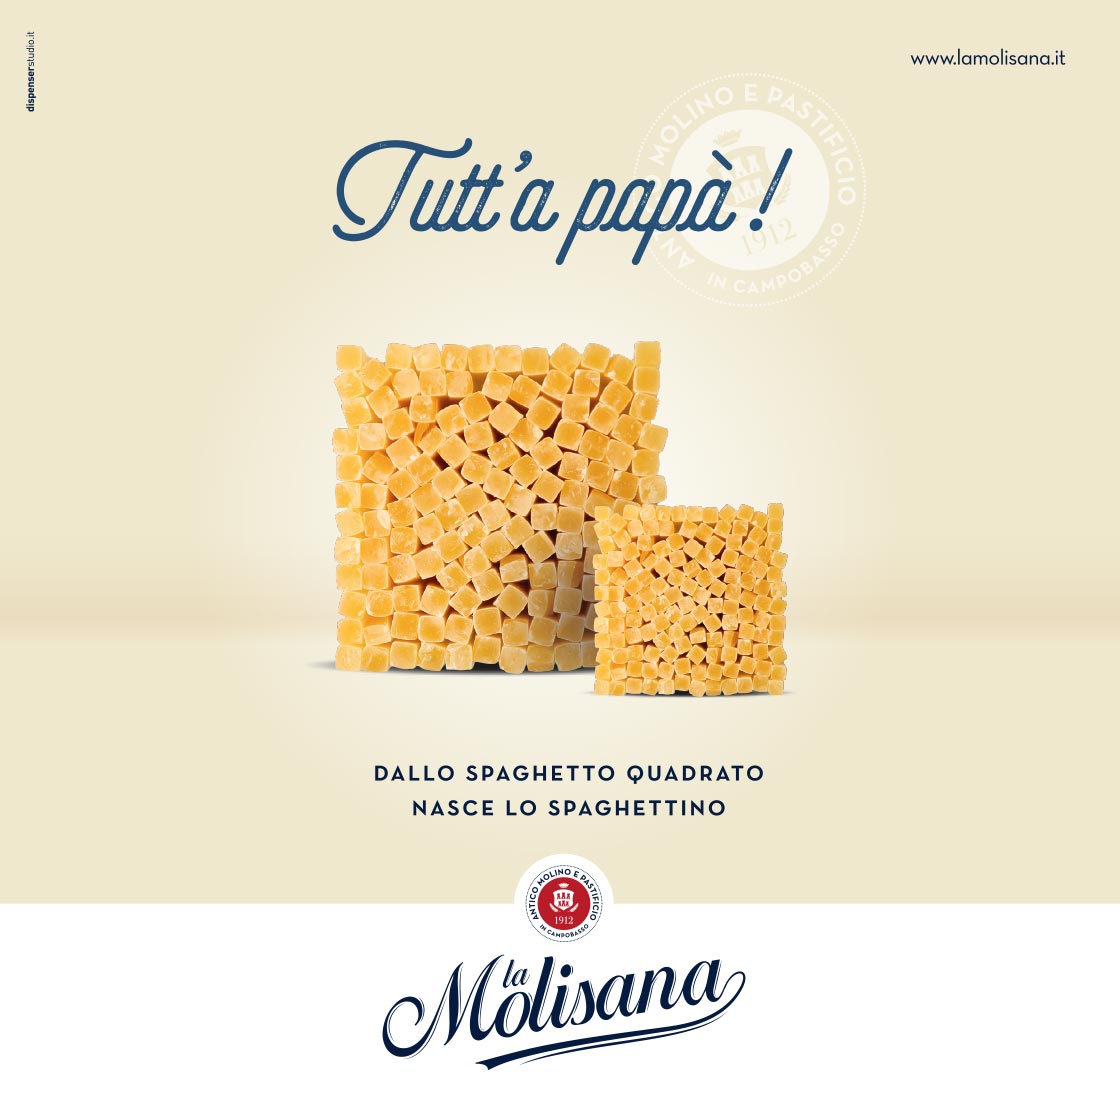 dispenserstudio.it
www.lamolisana.it
ANTICO MOLINO E PASTIFICIO
1912
IN CAMPOBASSO
Tutt'a papà!
DALLO SPAGHETTO QUADRATO
NASCE LO SPAGHETTINO
ANTICO MOLINO E PASTIFICIO
1912
IN CAMPOBASSO
la
Molisana